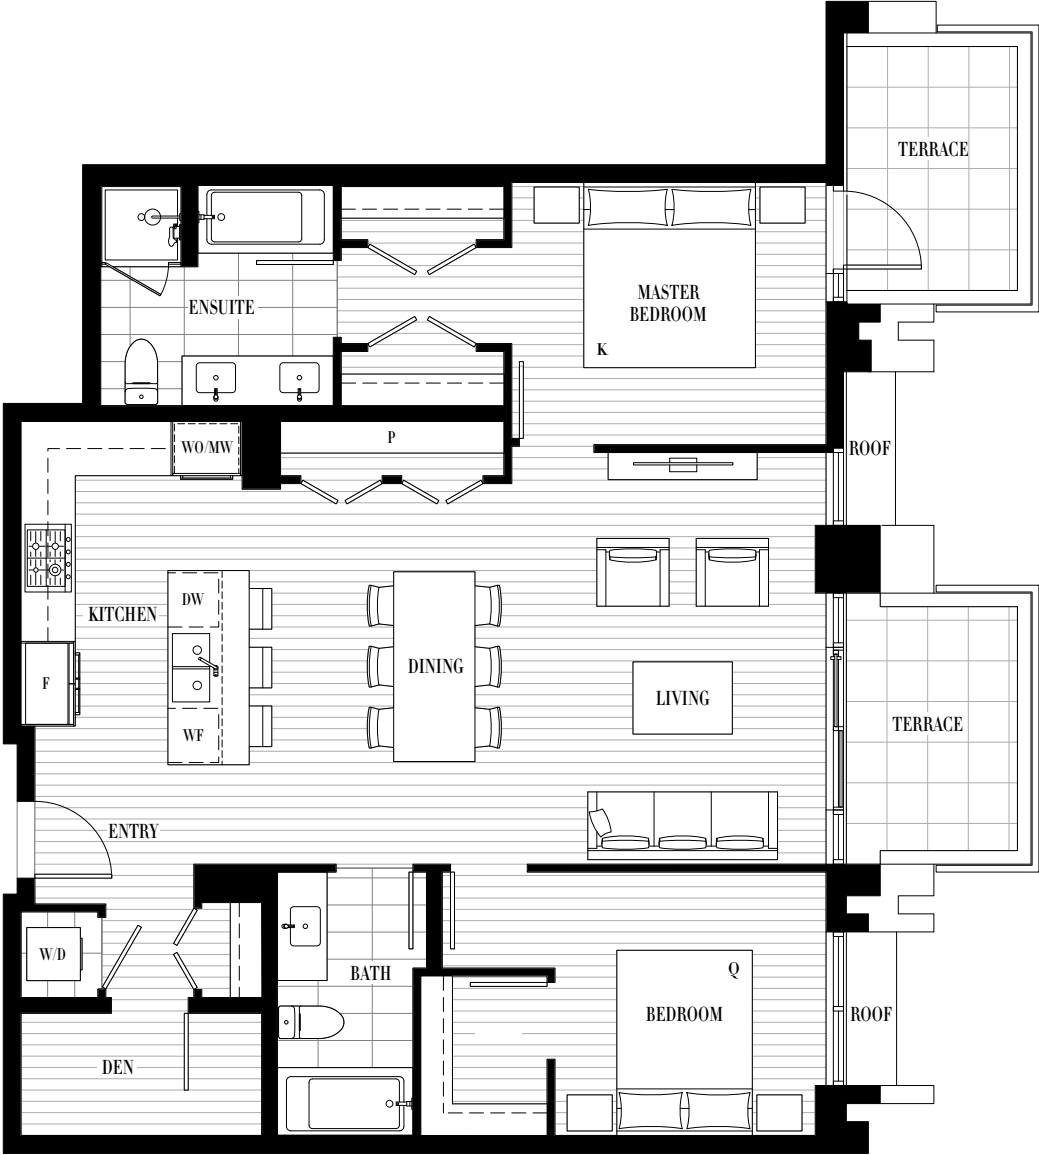 TERRACE
ENSUITE
MASTER
BEDROOM
K
WO/MW
P
ROOF
DW
KITCHEN
F
DINING
LIVING
WF
TERRACE
ENTRY
W/D
BATH
Q
BEDROOM
ROOF
DEN